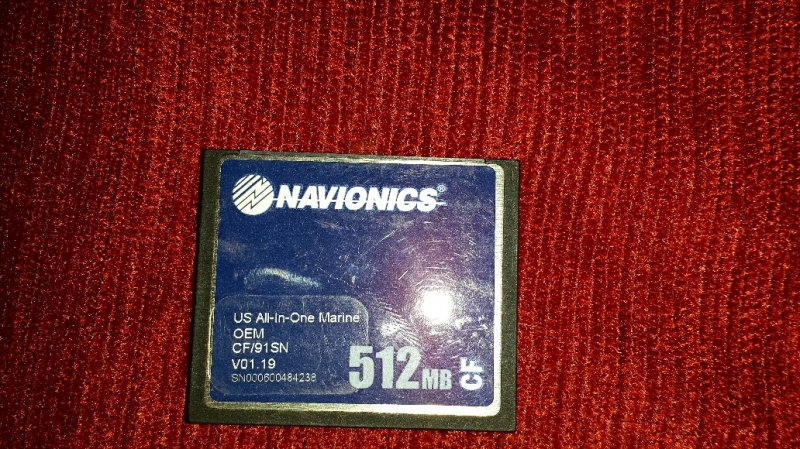 NAVIONICS®
US All-In-One Marine
OEM
CF/91SN
V01.19
SN000600484238
512MB
CF